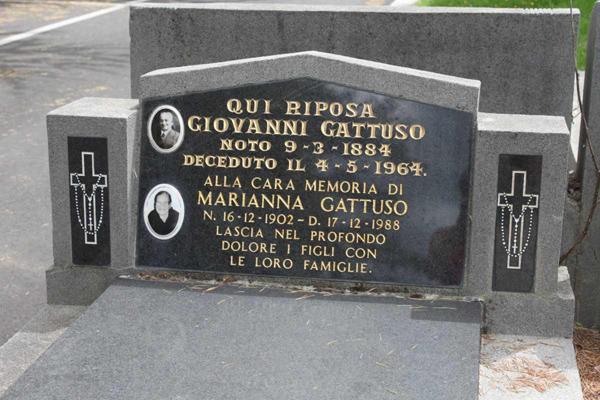 QUI RIPOSA
GIOVANNI GATTUSO
NOTO 9-3-1884
DECEDUTO IL 4-5-1964.
ALLA CARA MEMORIA DI
MARIANNA GATTUSO
N. 16-12-1902 - D. 17-12-1988
LASCIA NEL PROFONDO
DOLORE I FIGLI CON
LE LORO FAMIGLIE.